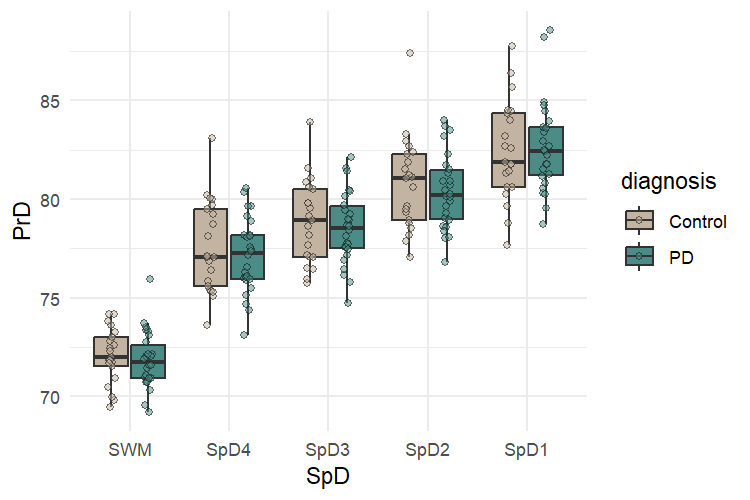 PrD
85
80
75
70
SWM SpD4 SpD3 SpD2 SpD1
SpD
diagnosis
Control
PD